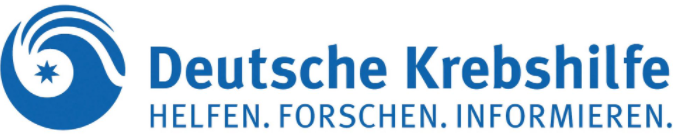 Deutsche Krebshilfe
HELFEN. FORSCHEN. INFORMIEREN.